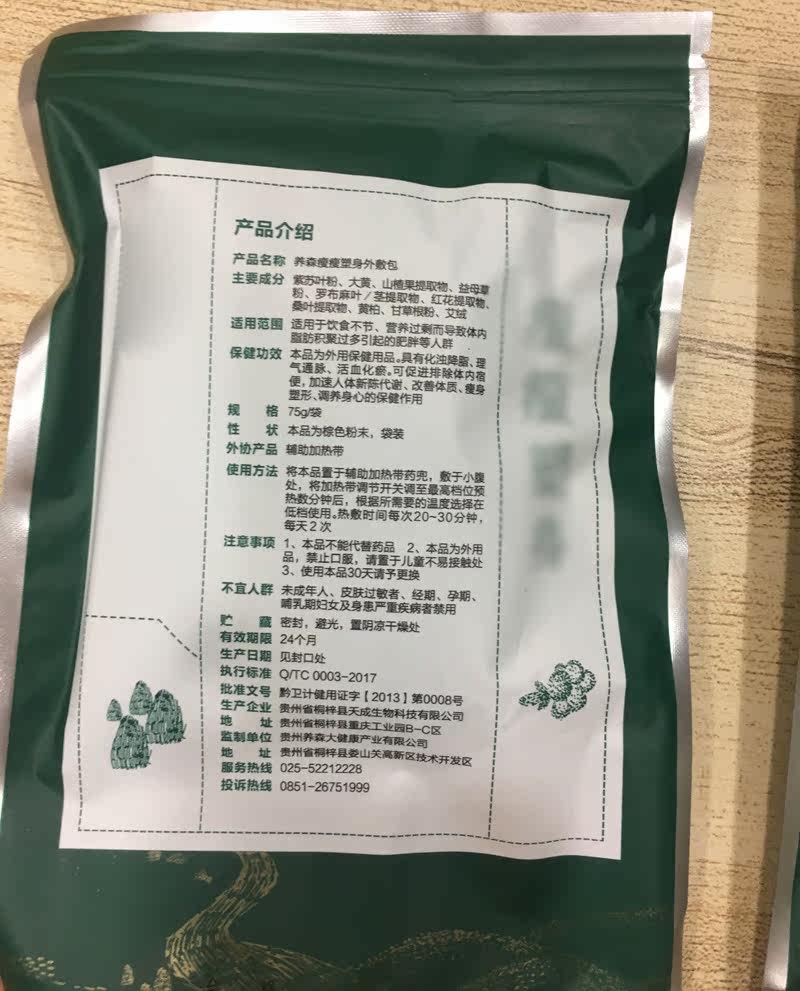 产品介绍
产品名称 养森瘦瘦塑身外敷包
主要成分 紫苏叶粉、大黄、山楂果提取物、益母草
粉、罗布麻叶/茎提取物、红花提取物、
桑叶提取物、黄柏、甘草根粉、艾绒
适用范围 适用于饮食不节、营养过剩而导致体内
脂肪积聚过多引起的肥胖等人群
保健功效 本品为外用保健用品。具有化浊降脂、理
气通脉、活血化瘀。可促进排除体内宿
便，加速人体新陈代谢、改善体质、瘦身
塑形、调养身心的保健作用
规 格 75g/袋
性 状 本品为棕色粉末，袋装
外协产品 辅助加热带
使用方法 将本品置于辅助加热带药兜，敷于小腹
处，将加热带调节开关调至最高档位预
热数分钟后，根据所需要的温度选择在
低档使用。热敷时间每次20-30分钟，
每天2次
注意事项 1、本品不能代替药品 2、本品为外用
品，禁止口服，请置于儿童不易接触处
3、使用本品30天请予更换
不宜人群 未成年人、皮肤过敏者、经期、孕期、
哺乳期妇女及身患严重疾病者禁用
贮 藏 密封，避光，置阴凉干燥处
有效期限 24个月
生产日期 见封口处
执行标准 Q/TC 0003-2017
批准文号 黔卫计健用证字【2013】第0008号
生产企业 贵州省桐梓县天成生物科技有限公司
地 址 贵州省桐梓县重庆工业园B-C区
监制单位 贵州养森大健康产业有限公司
地 址 贵州省桐梓县娄山关高新区技术开发区
服务热线 025-52212228
投诉热线 0851-26751999